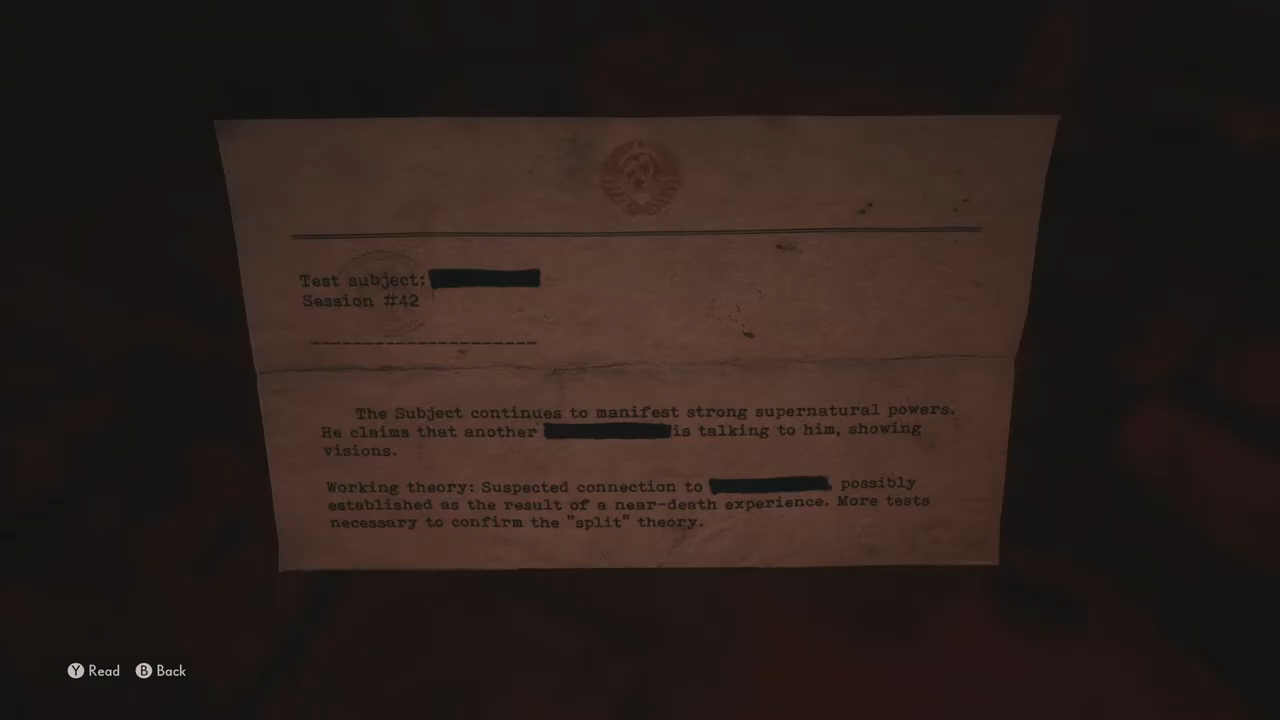 Test subject:
Session #42
The Subject continues to manifest strong supernatural powers.
He claims that another is talking to him, showing
visions.
Working theory: Suspected connection to possibly
established as the result of a near-death experience. More tests
necessary to confirm the "split" theory.
Y Read B Back